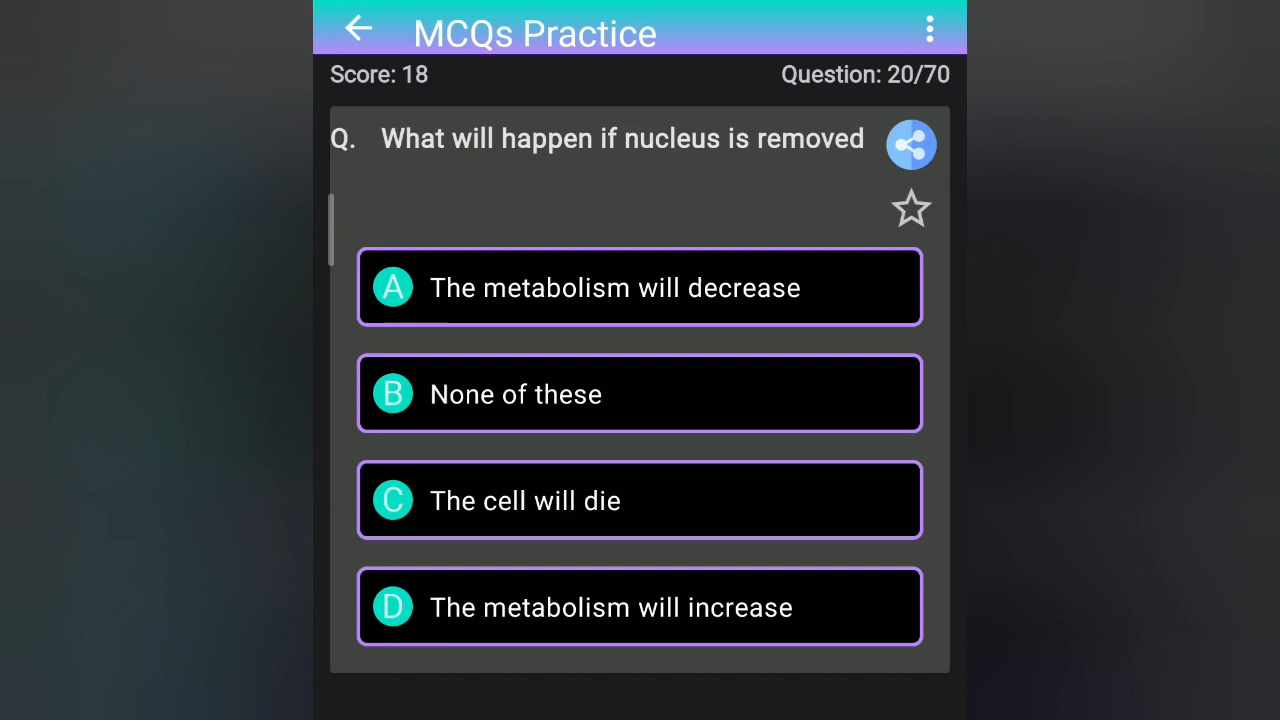 MCQs Practice
Score: 18 Question: 20/70
Q. What will happen if nucleus is removed
A The metabolism will decrease
B None of these
C The cell will die
D The metabolism will increase